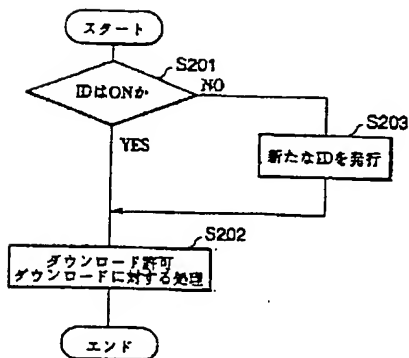 スタート
S201
IDはONか
NO
YES
S203
新たなIDを発行
S202
ダウンロード許可
ダウンロードに対する処理
エンド